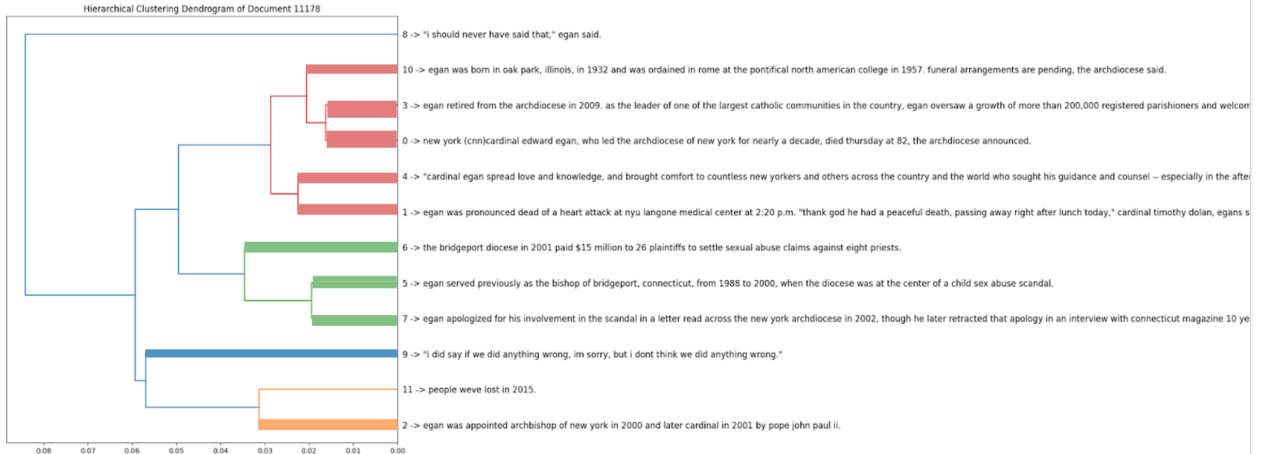 Hierarchical Clustering Dendrogram of Document 11178
8 -> "i should never have said that," egan said.
10 -> egan was born in oak park, illinois, in 1932 and was ordained in rome at the pontifical north american college in 1957. funeral arrangements are pending, the archdiocese said.
3 -> egan retired from the archdiocese in 2009. as the leader of one of the largest catholic communities in the country, egan oversaw a growth of more than 200,000 registered parishioners and welcom
0 -> new york (cnn)cardinal edward egan, who led the archdiocese of new york for nearly a decade, died thursday at 82, the archdiocese announced.
4 -> "cardinal egan spread love and knowledge, and brought comfort to countless new yorkers and others across the country and the world who sought his guidance and counsel -- especially in the after
1 -> egan was pronounced dead of a heart attack at nyu langone medical center at 2:20 p.m. "thank god he had a peaceful death, passing away right after lunch today," cardinal timothy dolan, egans s
6 -> the bridgeport diocese in 2001 paid $15 million to 26 plaintiffs to settle sexual abuse claims against eight priests.
5 -> egan served previously as the bishop of bridgeport, connecticut, from 1988 to 2000, when the diocese was at the center of a child sex abuse scandal.
7 -> egan apologized for his involvement in the scandal in a letter read across the new york archdiocese in 2002, though he later retracted that apology in an interview with connecticut magazine 10 ye
9 -> "i did say if we did anything wrong, im sorry, but i dont think we did anything wrong."
11 -> people weve lost in 2015.
2 -> egan was appointed archbishop of new york in 2000 and later cardinal in 2001 by pope john paul ii.
0.08 0.07 0.06 0.05 0.04 0.03 0.02 0.01 0.00